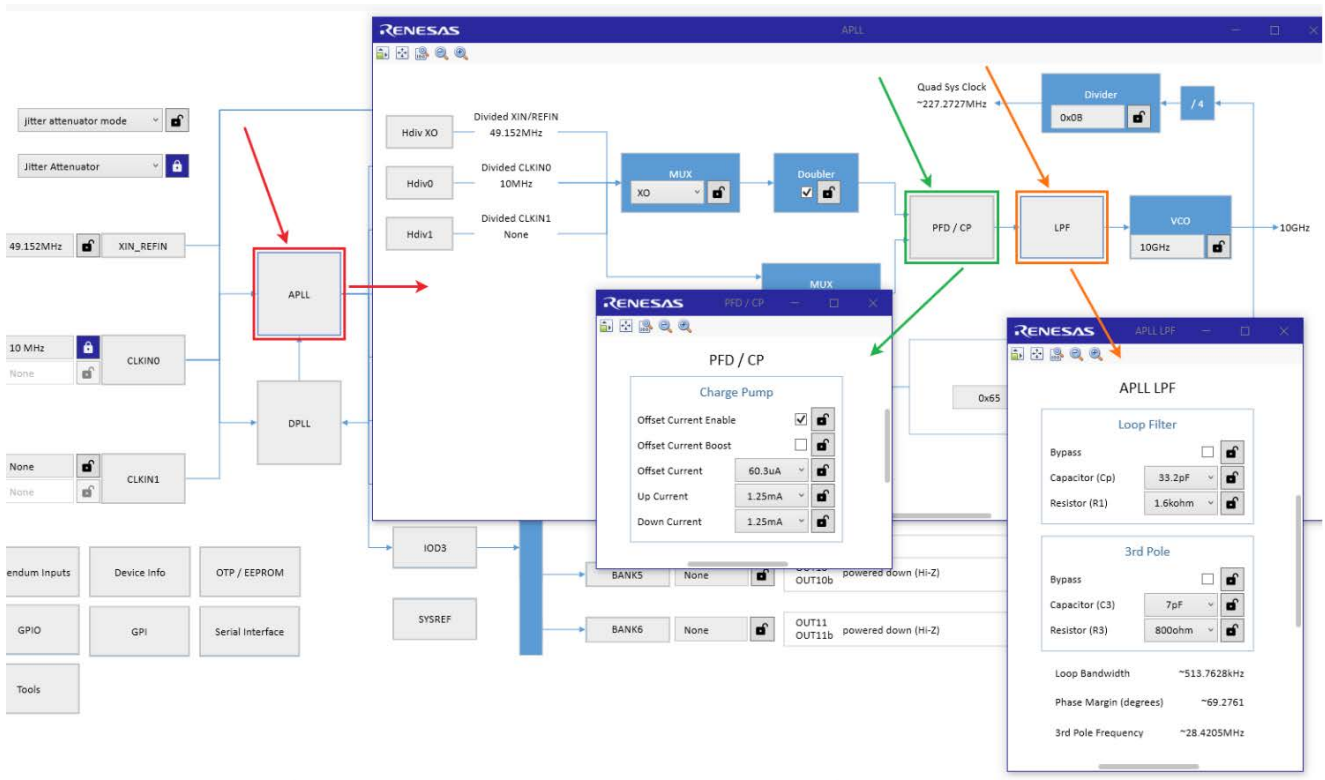 RENESAS
APLL
jitter attenuator mode
Jitter Attenuator
49.152MHz
XIN_REFIN
10 MHz
None
CLKIN0
None
None
CLKIN1
APLL
DPLL
Hdiv XO
Divided XIN/REFIN
49.152MHz
Hdiv0
Divided CLKIN0
10MHz
Hdiv1
Divided CLKIN1
None
MUX
XO
Doubler
Quad Sys Clock
~227.2727MHz
Divider
0x0B
/ 4
PFD / CP
LPF
VCO
10GHz
10GHz
MUX
0x65
RENESAS
PFD / CP
PFD / CP
Charge Pump
Offset Current Enable
Offset Current Boost
Offset Current 60.3uA
Up Current 1.25mA
Down Current 1.25mA
RENESAS
APLL LPF
APLL LPF
Loop Filter
Bypass
Capacitor (Cp) 33.2pF
Resistor (R1) 1.6kohm
3rd Pole
Bypass
Capacitor (C3) 7pF
Resistor (R3) 800ohm
Loop Bandwidth ~513.7628kHz
Phase Margin (degrees) ~69.2761
3rd Pole Frequency ~28.4205MHz
IOD3
SYSREF
BANK5
None
OUT10b
powered down (Hi-Z)
BANK6
None
OUT11
OUT11b
powered down (Hi-Z)
endum Inputs
Device Info
OTP / EEPROM
GPIO
GPI
Serial Interface
Tools